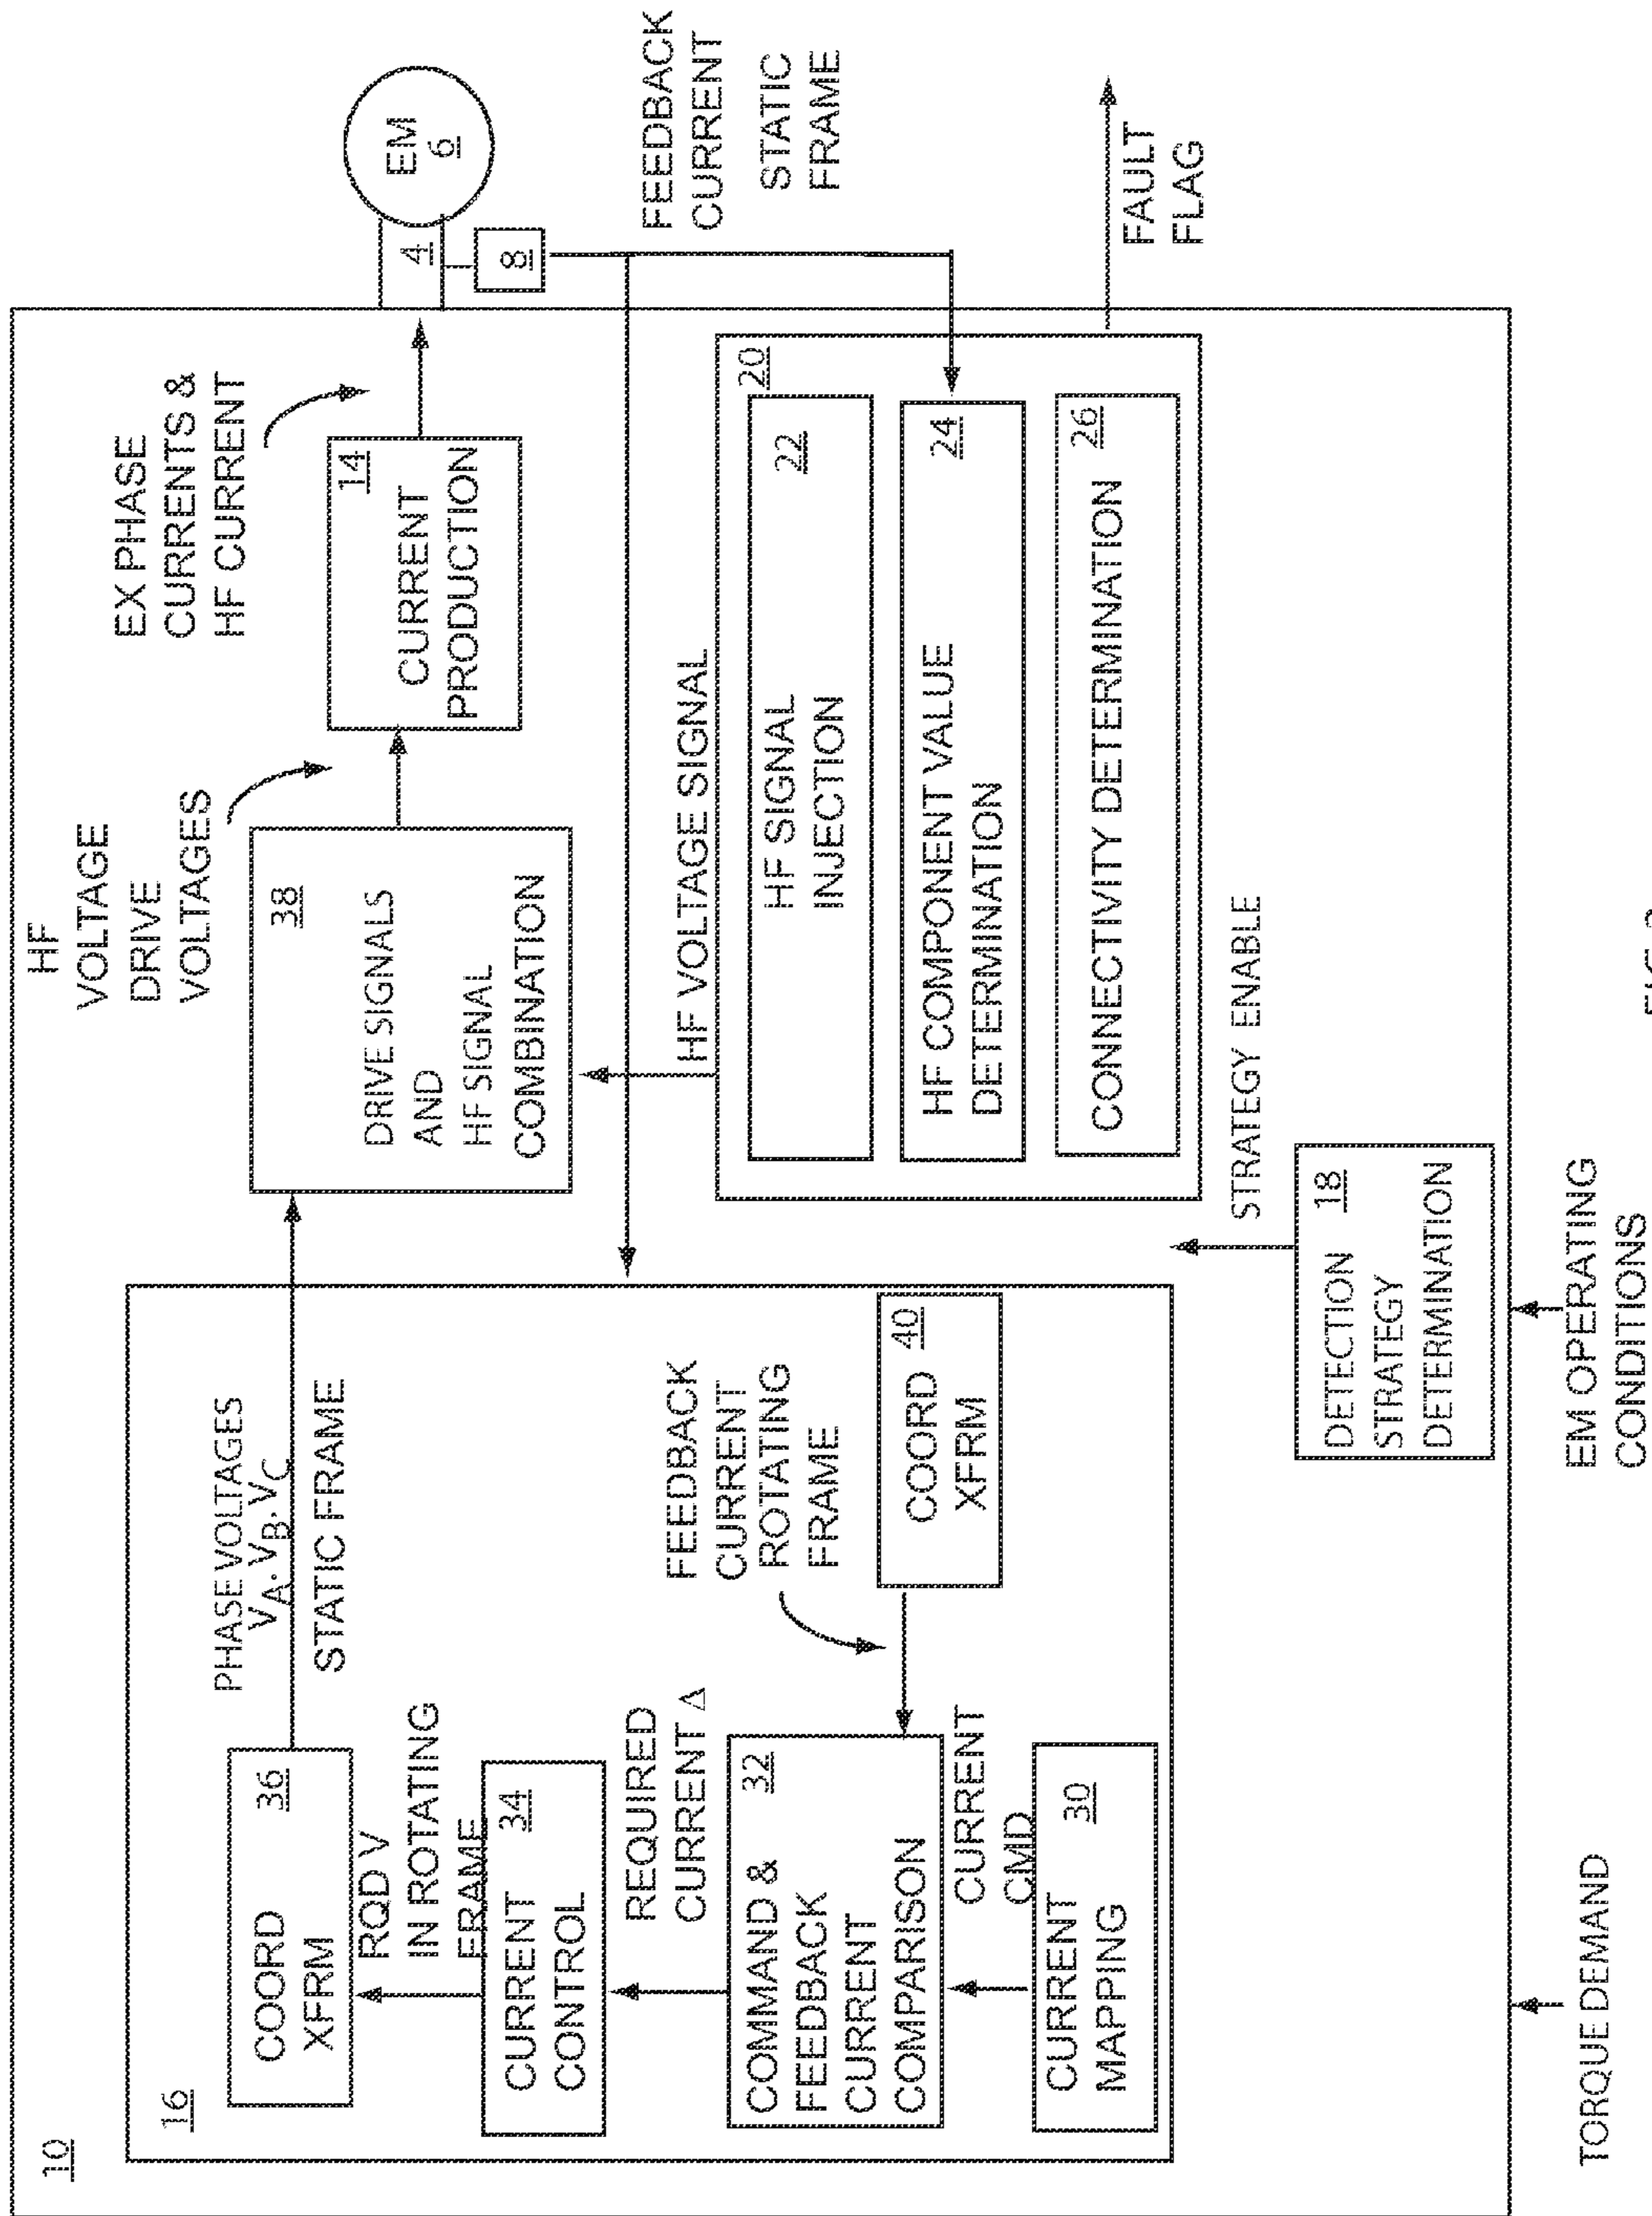 10
HF
VOLTAGE
DRIVE
VOLTAGES
EX PHASE
CURRENTS &
HF CURRENT
16
36
COORD
XFRM
PHASE VOLTAGES
VA. VB. VC
STATIC FRAME
38
DRIVE SIGNALS
AND
HF SIGNAL
COMBINATION
14
CURRENT
PRODUCTION
4
EM
6
8
RQD V
IN ROTATING
FRAME
34
CURRENT
CONTROL
REQUIRED
CURRENT Δ
32
COMMAND &
FEEDBACK
CURRENT
COMPARISON
FEEDBACK
CURRENT
ROTATING
FRAME
40
COORD
XFRM
CURRENT
CMD
30
CURRENT
MAPPING
HF VOLTAGE SIGNAL
FEEDBACK
CURRENT
STATIC
FRAME
20
22
HF SIGNAL
INJECTION
24
HF COMPONENT VALUE
DETERMINATION
26
CONNECTIVITY DETERMINATION
FAULT
FLAG
STRATEGY ENABLE
18
DETECTION
STRATEGY
DETERMINATION
TORQUE DEMAND
EM OPERATING
CONDITIONS